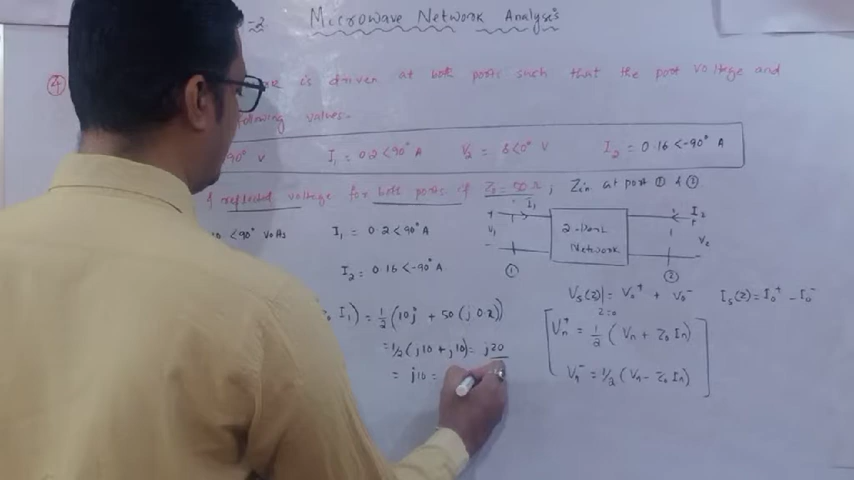 -2 Microwave Network Analysis
4 is driven at both ports such that the port voltage and
following values.
90° V I₁ = 0.2 <90° A V₂ = 6<0° V I₂ = 0.16 <-90° A
reflected voltage for both ports if Z₀ = 50 Ω ; Zin at port ① &
<90° Volts I₁ = 0.2 <90° A
I₂ = 0.16 <-90° A
I₁ I₂
+ V₁ - 2-Port Network V₂
① ②
Vs(z)| z=0 = V₀⁺ + V₀⁻ Is(z) = I₀⁺ - I₀⁻
I₁) = 1/2 (10j + 50 (j 0.2))
= 1/2 (j10 + j10) = j20
= j10 =
Vn⁺ = 1/2 (Vn + Z₀ In)
Vn⁻ = 1/2 (Vn - Z₀ In)